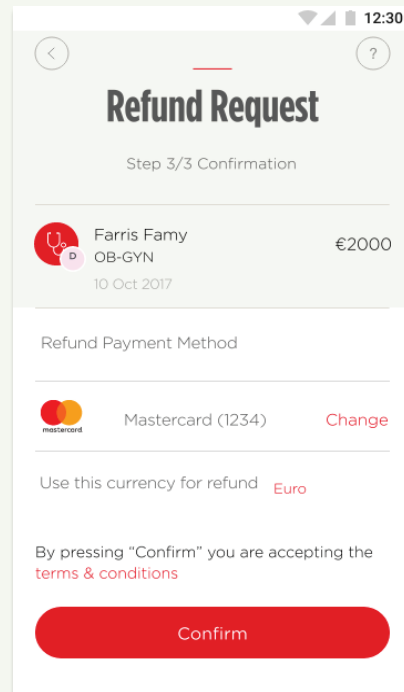 12:30
?
Refund Request
Step 3/3 Confirmation
Farris Famy
€2000
D
OB-GYN
10 Oct 2017
Refund Payment Method
mastercard
Mastercard (1234)
Change
Use this currency for refund
Euro
By pressing “Confirm” you are accepting the
terms & conditions
Confirm